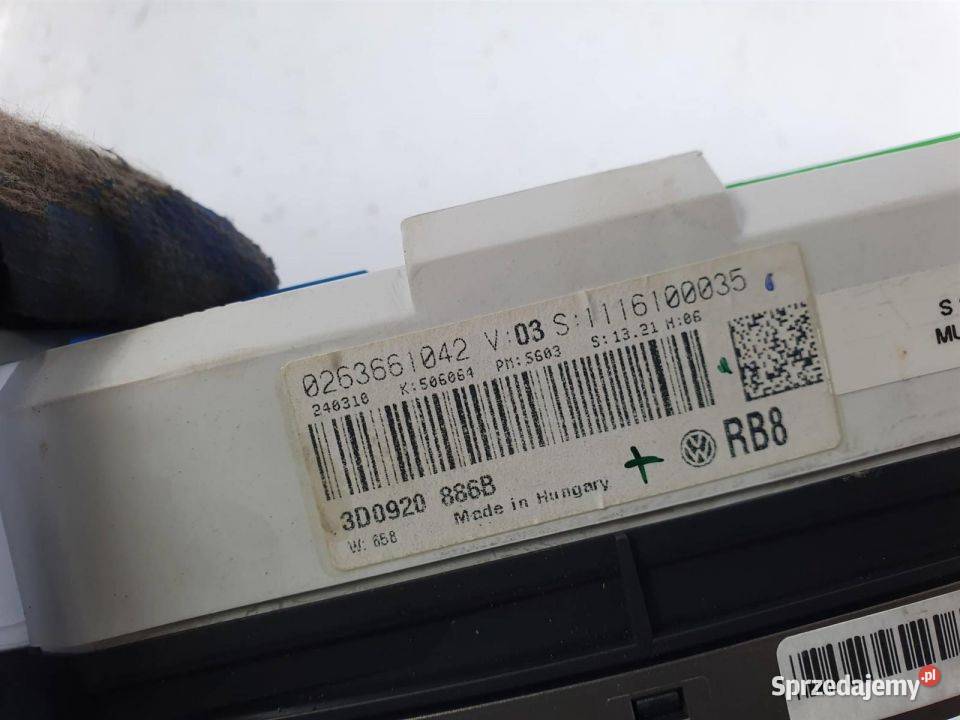 0263661042 V:03 S:1116100035 6
240310 K:506064 PM:5603 S:13.21 H:06
RB8
3D0920 886B
Made in Hungary
W: 658
S
MU
Sprzedajemy.pl